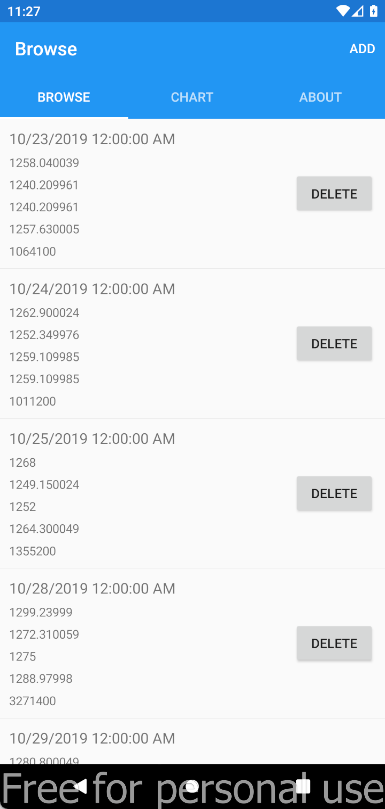 11:27
Browse
ADD
BROWSE
CHART
ABOUT
10/23/2019 12:00:00 AM
1258.040039
1240.209961
1240.209961
1257.630005
1064100
DELETE
10/24/2019 12:00:00 AM
1262.900024
1252.349976
1259.109985
1259.109985
1011200
DELETE
10/25/2019 12:00:00 AM
1268
1249.150024
1252
1264.300049
1355200
DELETE
10/28/2019 12:00:00 AM
1299.23999
1272.310059
1275
1288.97998
3271400
DELETE
10/29/2019 12:00:00 AM
1280.800049
Free for personal use